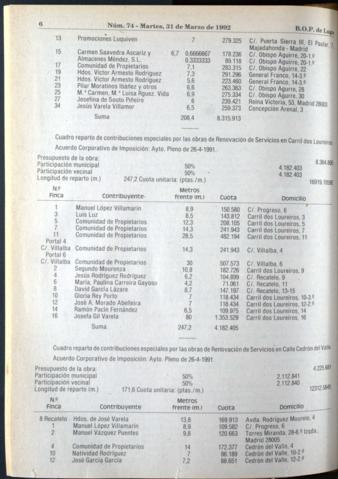 6 Núm. 74 - Martes, 31 de Marzo de 1992 B.O.P. de Lugo
13 Promociones Luquiven 7 279.325 C/. Puerta Sierra III, El Pastor,
Majadahonda - Madrid
15 Carmen Saavedra Ascariz y 6,7 0,6666667 178.236 C/. Obispo Aguirre, 20-1.º
Almacenes Méndez, S.L. 0,3333333 89.118 C/. Obispo Aguirre, 20-1.º
17 Comunidad de Propietarios 7,1 283.315 C/. Obispo Aguirre, 22
19 Hdos. Victor Armesto Rodríguez 7,3 291.296 General Franco, 14-3.º
21 Hdos. Victor Armesto Rodríguez 5,6 223.460 General Franco, 14-3.º
23 Pilar Moratinos Ibáñez y otros 6,6 263.363 C/. Obispo Aguirre, 28
25 M.ª Carmen, M.ª Luisa Rguez. Vida 6,9 275.334 C/. Obispo Aguirre, 30
27 Josefina de Souto Piñeiro 6 239.421 Reina Victoria, 50, Madrid 28003
34 Jesús Varela Villamor 6,5 259.373 Concepción Arenal, 3
Suma 208,4 8.315.913
Cuadro reparto de contribuciones especiales por las obras de Renovación de Servicios en Carril dos Loureiros
Acuerdo Corporativo de Imposición: Ayto. Pleno de 26-4-1991.
Presupuesto de la obra:
Participación municipal 50% 4.182.403
Participación vecinal 50% 4.182.403
Longitud de reparto (m.) 247,2 Cuota unitaria: (ptas./m.)
N.º Finca Contribuyente Metros frente (m.) Cuota Domicilio
1 Manuel López Villamarín 8,9 150.580 C/. Progreso, 6
3 Luis Luz 8,5 143.812 Carril dos Loureiros, 3
5 Comunidad de Propietarios 12,3 208.105 Carril dos Loureiros, 5
7 Comunidad de Propietarios 14,3 241.943 Carril dos Loureiros, 7
11 Comunidad de Propietarios 28,5 482.194 Carril dos Loureiros, 11
Portal 4
C/. Villalba Comunidad de Propietarios 14,3 241.943 C/. Villalba, 4
Portal 6
C/. Villalba Comunidad de Propietarios 30 507.573 C/. Villalba, 6
2 Segundo Mourenza 10,8 182.726 Carril dos Loureiros, 9
4 Jesús Rodríguez Rodríguez 6,2 104.899 C/. Recatelo, 9
6 María, Paulina Carreira Gayoso 4,2 71.061 C/. Recatelo, 11
8 David García Lázare 8,7 147.197 C/. Recatelo, 13-15
10 Gloria Rey Porto 7 118.434 Carril dos Loureiros, 10-3.º
12 José A. Morado Abelleira 7 118.434 Carril dos Loureiros, 12-2.º
14 Ramón Pacín Fernández 6,5 109.975 Carril dos Loureiros, 14
16 Josefa Gil Varela 80 1.353.529 Carril dos Loureiros, 16
Suma 247,2 4.182.405
Cuadro reparto de contribuciones especiales por las obras de Renovación de Servicios en Calle Cedrón del Valle
Acuerdo Corporativo de Imposición: Ayto. Pleno de 26-4-1991.
Presupuesto de la obra:
Participación municipal 50% 2.112.841
Participación vecinal 50% 2.112.840
Longitud de reparto (m.) 171,6 Cuota unitaria: (ptas./m.)
N.º Finca Contribuyente Metros frente (m.) Cuota Domicilio
8 Recatelo Hdos. de José Varela 13,8 169.913 Avda. Rodríguez Mourelo, 4
1 Manuel López Villamarín 8,9 109.582 C/. Progreso, 6
2 Manuel Vázquez Puentes 9,8 120.663 Torres Miranda, 28-6.º Izqda.,
Madrid 28005
4 Comunidad de Propietarios 14 172.377 Cedrón del Valle, 4
10 Natividad Rodríguez 7 86.189 Cedrón del Valle, 10-2.º
12 José García García 7,2 88.651 Cedrón del Valle, 12-2.º